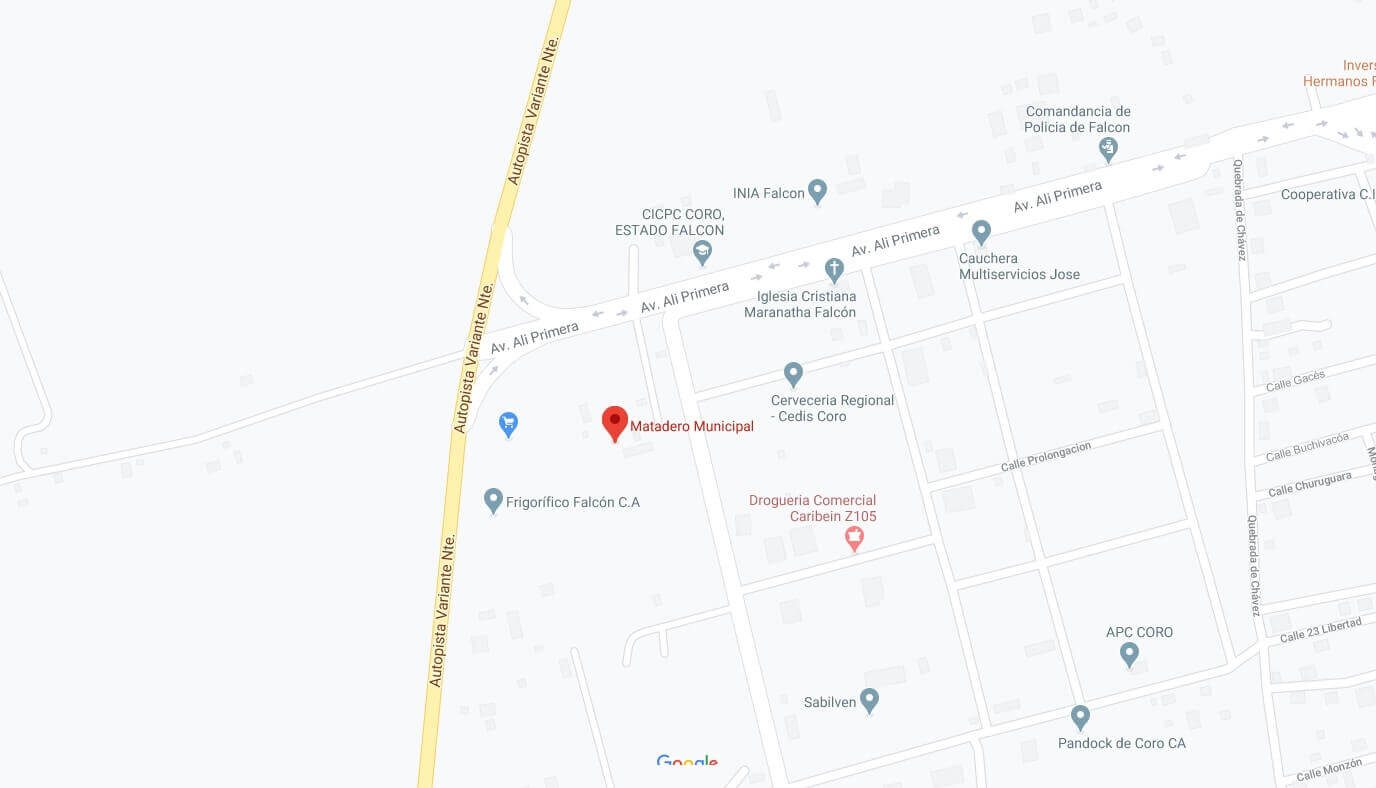 Autopista Variante Nte.
Inver
Hermanos
Comandancia de
Policia de Falcon
Quebrada de Chávez
Cooperativa C.
INIA Falcon
Av. Ali Primera
CICPC CORO,
ESTADO FALCON
Av. Ali Primera
Cauchera
Multiservicios Jose
Av. Ali Primera
Iglesia Cristiana
Maranatha Falcón
Autopista Variante Nte.
Av. Ali Primera
Calle Gacés
Cerveceria Regional
- Cedis Coro
Matadero Municipal
Calle Buchivacóa
Calle Prolongacion
Calle Churuguara
Frigorífico Falcón C.A
Drogueria Comercial
Caribein Z105
Quebrada de Chávez
Autopista Variante Nte.
APC CORO
Calle 23 Libertad
Sabilven
Pandock de Coro CA
Google
Calle Monzón